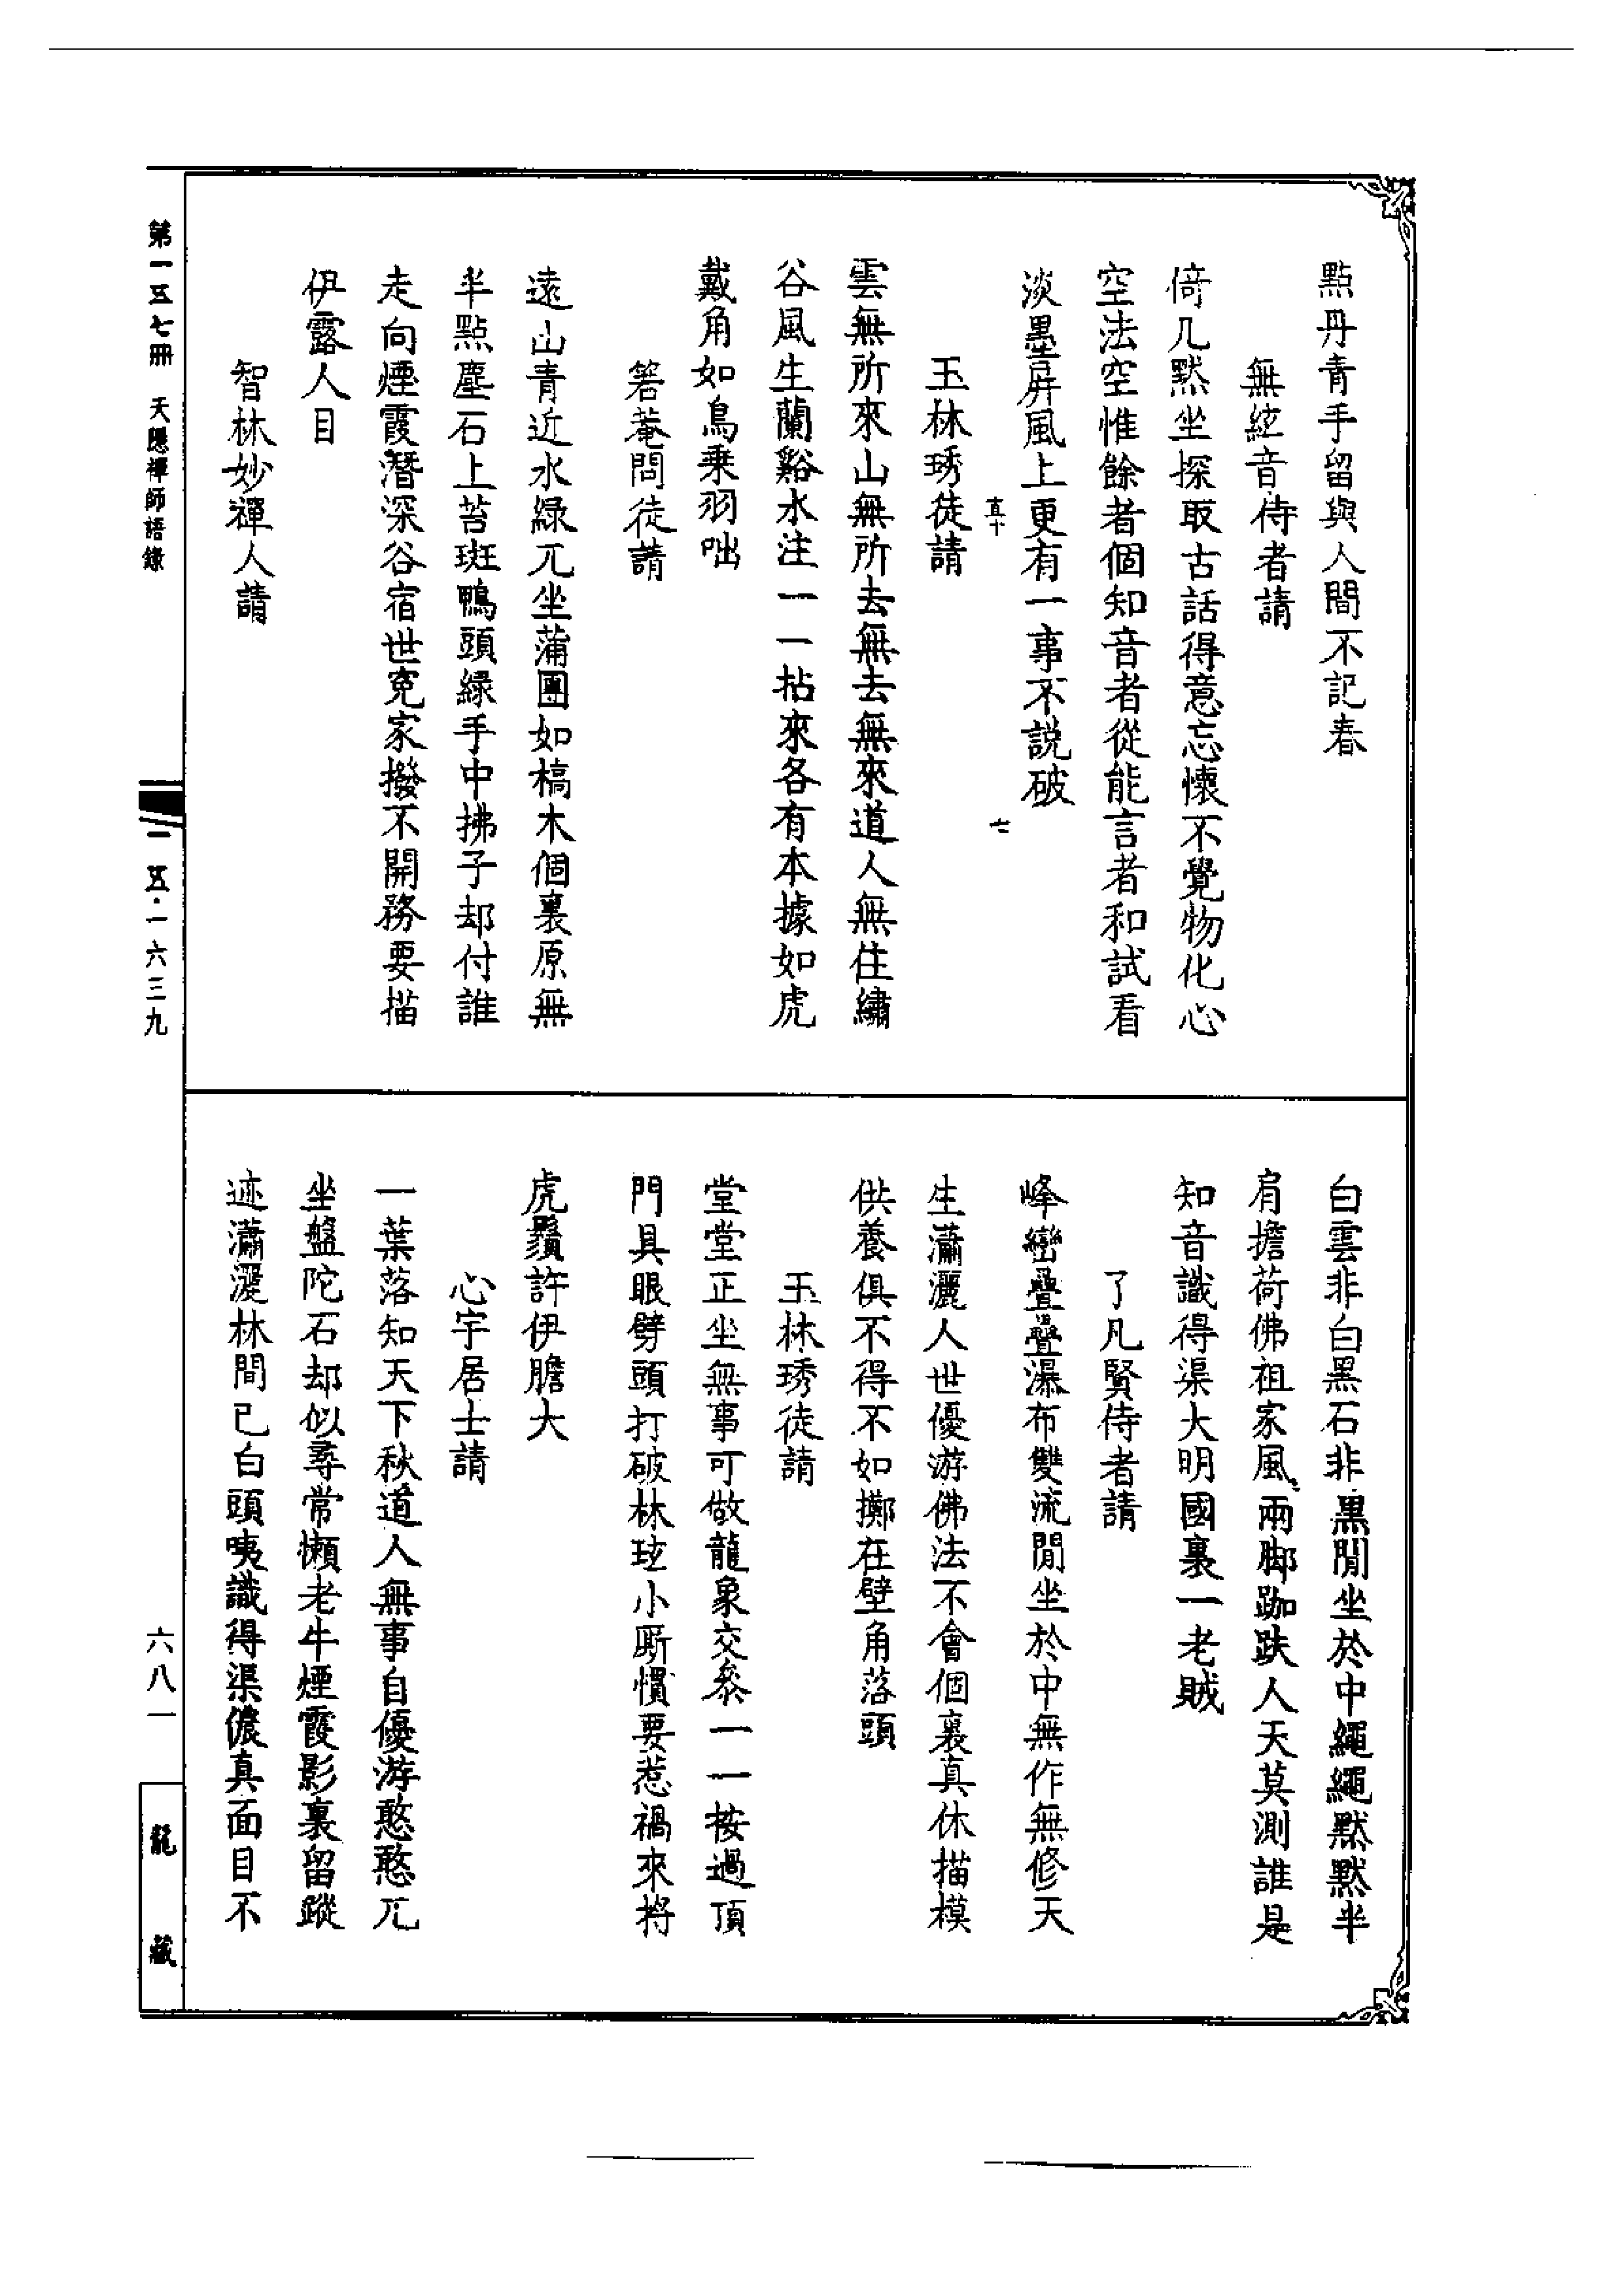 點丹青手留與人間不記春
無絃音侍者請
倚几默坐探取古話得意忘懷不覺物化心
空法空惟餘者個知音者從能言者和試看
淡墨屏風上更有一事不說破
直十
七
玉林琇徒請
雲無所來山無所去無去無來道人無住繡
谷風生蘭谿水注一一拈來各有本據如虎
戴角如鳥乘羽咄
箬菴問徒請
遠山青近水綠兀坐蒲團如槁木個裏原無
半點塵石上苔斑鴨頭綠手中拂子却付誰
走向煙霞潛深谷宿世冤家撥不開務要描
伊露人目
智林妙禪人請
白雲非白黑石非黑閒坐於中繩繩默默半
肩擔荷佛祖家風兩脚跏趺人天莫測誰是
知音識得渠大明國裏一老賊
了凡賢侍者請
峰巒疊疊瀑布雙流閒坐於中無作無修天
生瀟灑人世優游佛法不會個裏真休描模
供養俱不得不如擲在壁角落頭
玉林琇徒請
堂堂正坐無事可做龍象交參一一按過頂
門具眼劈頭打破林玹小厮慣要惹禍來捋
虎鬚許伊膽大
心宇居士請
一葉落知天下秋道人無事自優游憨憨兀
坐盤陀石却似尋常懶老牛煙霞影裏留蹤
迹瀟灑林間已白頭咦識得渠儂真面目不
第一五七冊 天隱禪師語錄
一五·一六三九
六八一
龍藏